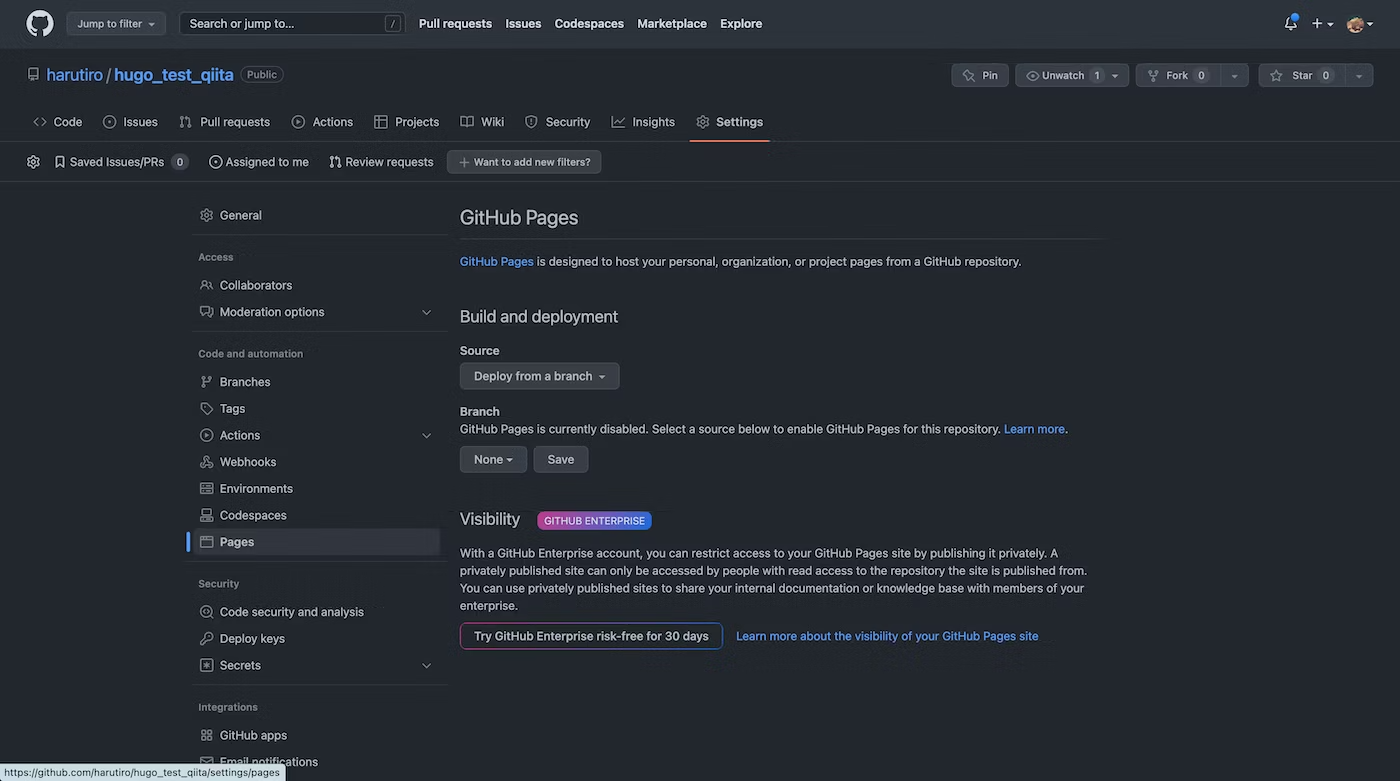 Jump to filter
Search or jump to...
/
Pull requests
Issues
Codespaces
Marketplace
Explore
harutiro / hugo_test_qiita
Public
Pin
Unwatch 1
Fork 0
Star 0
Code
Issues
Pull requests
Actions
Projects
Wiki
Security
Insights
Settings
Saved Issues/PRs 0
Assigned to me
Review requests
Want to add new filters?
General
Access
Collaborators
Moderation options
Code and automation
Branches
Tags
Actions
Webhooks
Environments
Codespaces
Pages
Security
Code security and analysis
Deploy keys
Secrets
Integrations
GitHub apps
Email notifications
GitHub Pages
GitHub Pages is designed to host your personal, organization, or project pages from a GitHub repository.
Build and deployment
Source
Deploy from a branch
Branch
GitHub Pages is currently disabled. Select a source below to enable GitHub Pages for this repository. Learn more.
None
Save
Visibility
GITHUB ENTERPRISE
With a GitHub Enterprise account, you can restrict access to your GitHub Pages site by publishing it privately. A
privately published site can only be accessed by people with read access to the repository the site is published from.
You can use privately published sites to share your internal documentation or knowledge base with members of your
enterprise.
Try GitHub Enterprise risk-free for 30 days
Learn more about the visibility of your GitHub Pages site
https://github.com/harutiro/hugo_test_qiita/settings/pages